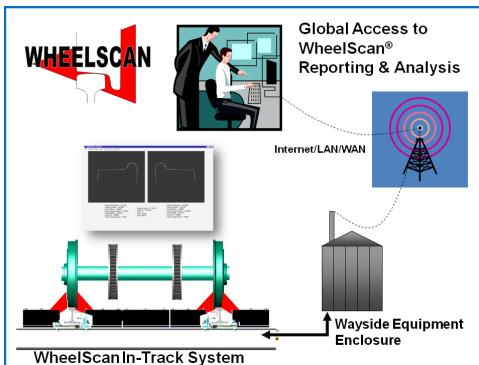 WHEELSCAN
Global Access to
WheelScan®
Reporting & Analysis
Internet/LAN/WAN
Wayside Equipment
Enclosure
WheelScan In-Track System